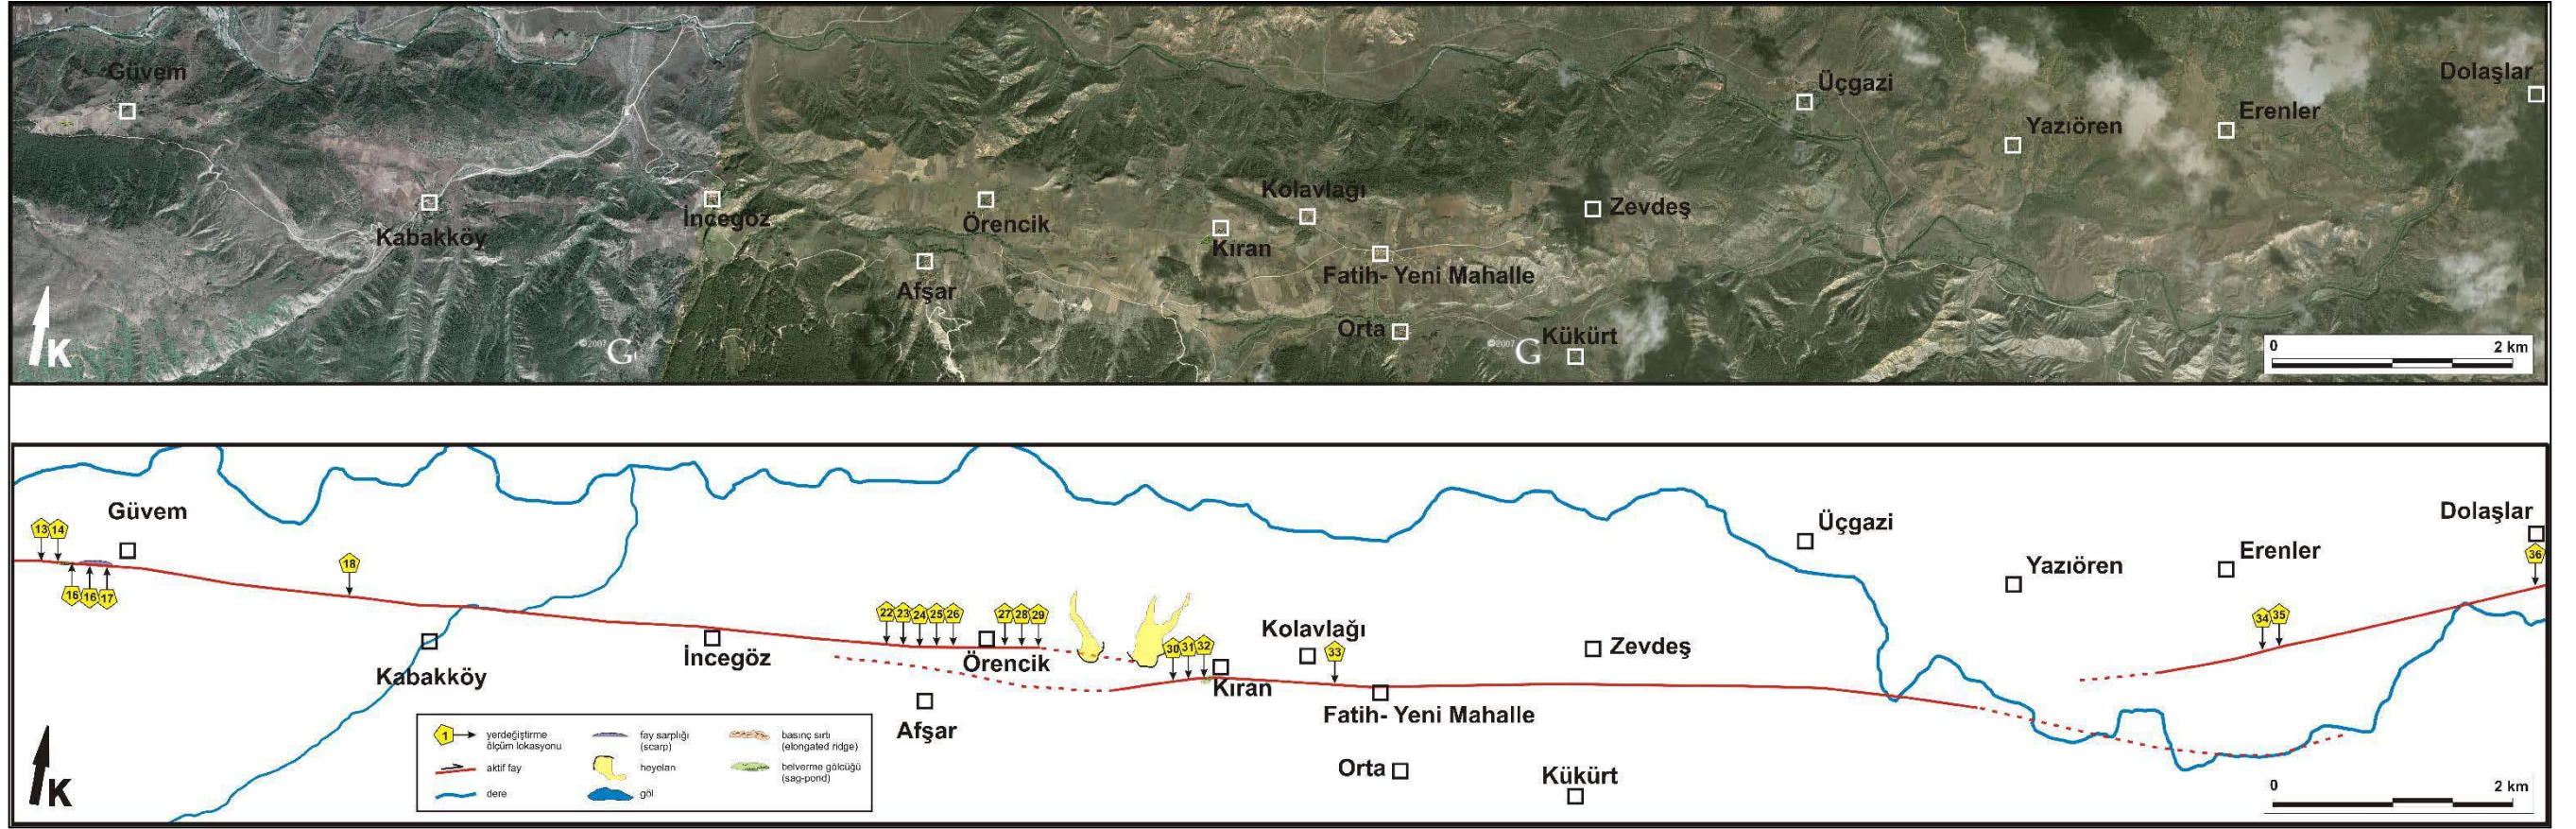 Güvem
Dolaşlar
Üçgazi
Erenler
Yazıören
Kolavlağı
Zevdeş
İncegöz
Örencik
Kabakköy
Kıran
Fatih- Yeni Mahalle
Afşar
Orta
Kükürt
©2007 G
©2007 G
K
0 2 km
Güvem
Dolaşlar
Üçgazi
13 14
36
Erenler
18
Yazıören
16 16 17
22 23 24 25 26 27 28 29
34 35
Kolavlağı
30 31 32 33
Zevdeş
İncegöz
Örencik
Kabakköy
Kıran
Fatih- Yeni Mahalle
Afşar
Orta
Kükürt
1 yerdeğiştirme
ölçüm lokasyonu
aktif fay
dere
fay sarplığı
(scarp)
heyelan
göl
basınç sırtı
(elongated ridge)
belverme gölcüğü
(sag-pond)
K
0 2 km